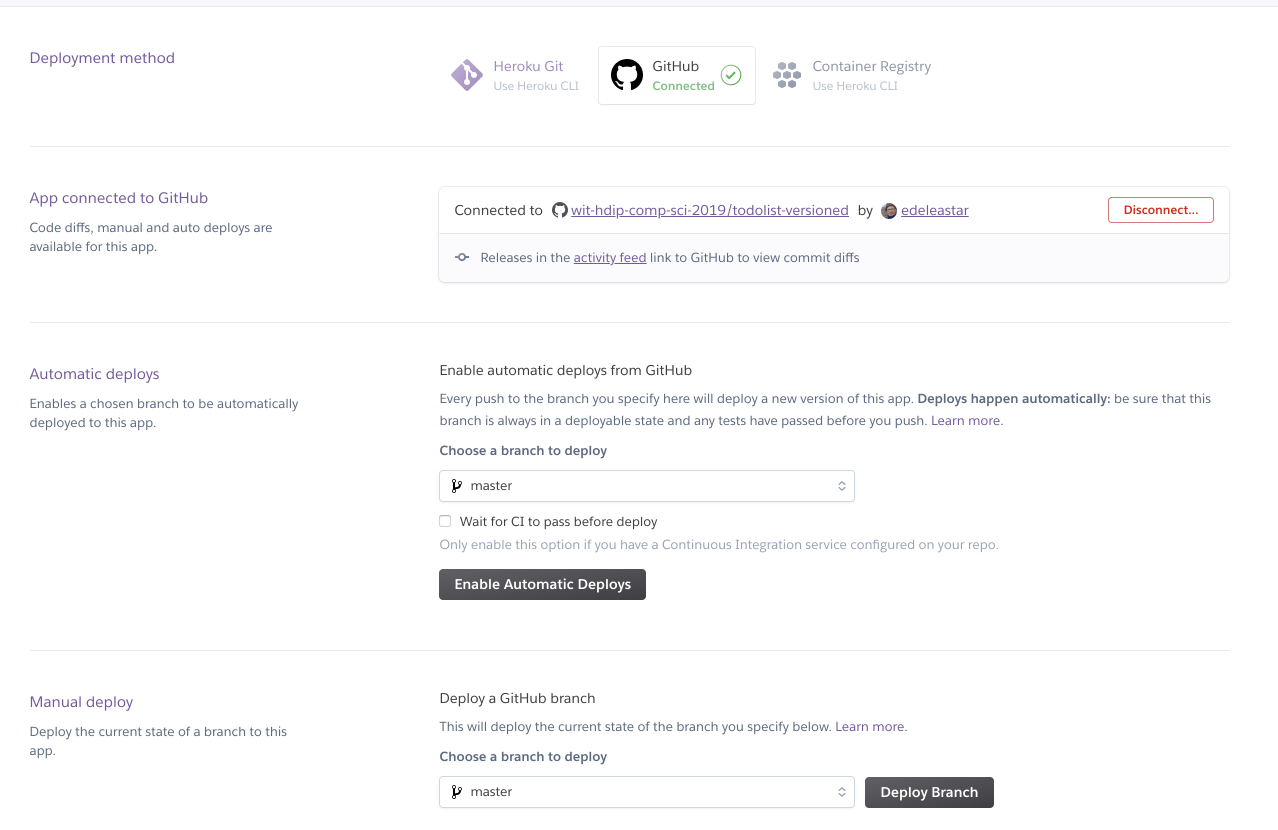 Deployment method
Heroku Git
Use Heroku CLI
GitHub
Connected
Container Registry
Use Heroku CLI
App connected to GitHub
Code diffs, manual and auto deploys are
available for this app.
Connected to wit-hdip-comp-sci-2019/todolist-versioned by edeleastar
Disconnect...
Releases in the activity feed link to GitHub to view commit diffs
Automatic deploys
Enables a chosen branch to be automatically
deployed to this app.
Enable automatic deploys from GitHub
Every push to the branch you specify here will deploy a new version of this app. Deploys happen automatically: be sure that this
branch is always in a deployable state and any tests have passed before you push. Learn more.
Choose a branch to deploy
master
Wait for CI to pass before deploy
Only enable this option if you have a Continuous Integration service configured on your repo.
Enable Automatic Deploys
Manual deploy
Deploy the current state of a branch to this
app.
Deploy a GitHub branch
This will deploy the current state of the branch you specify below. Learn more.
Choose a branch to deploy
master
Deploy Branch